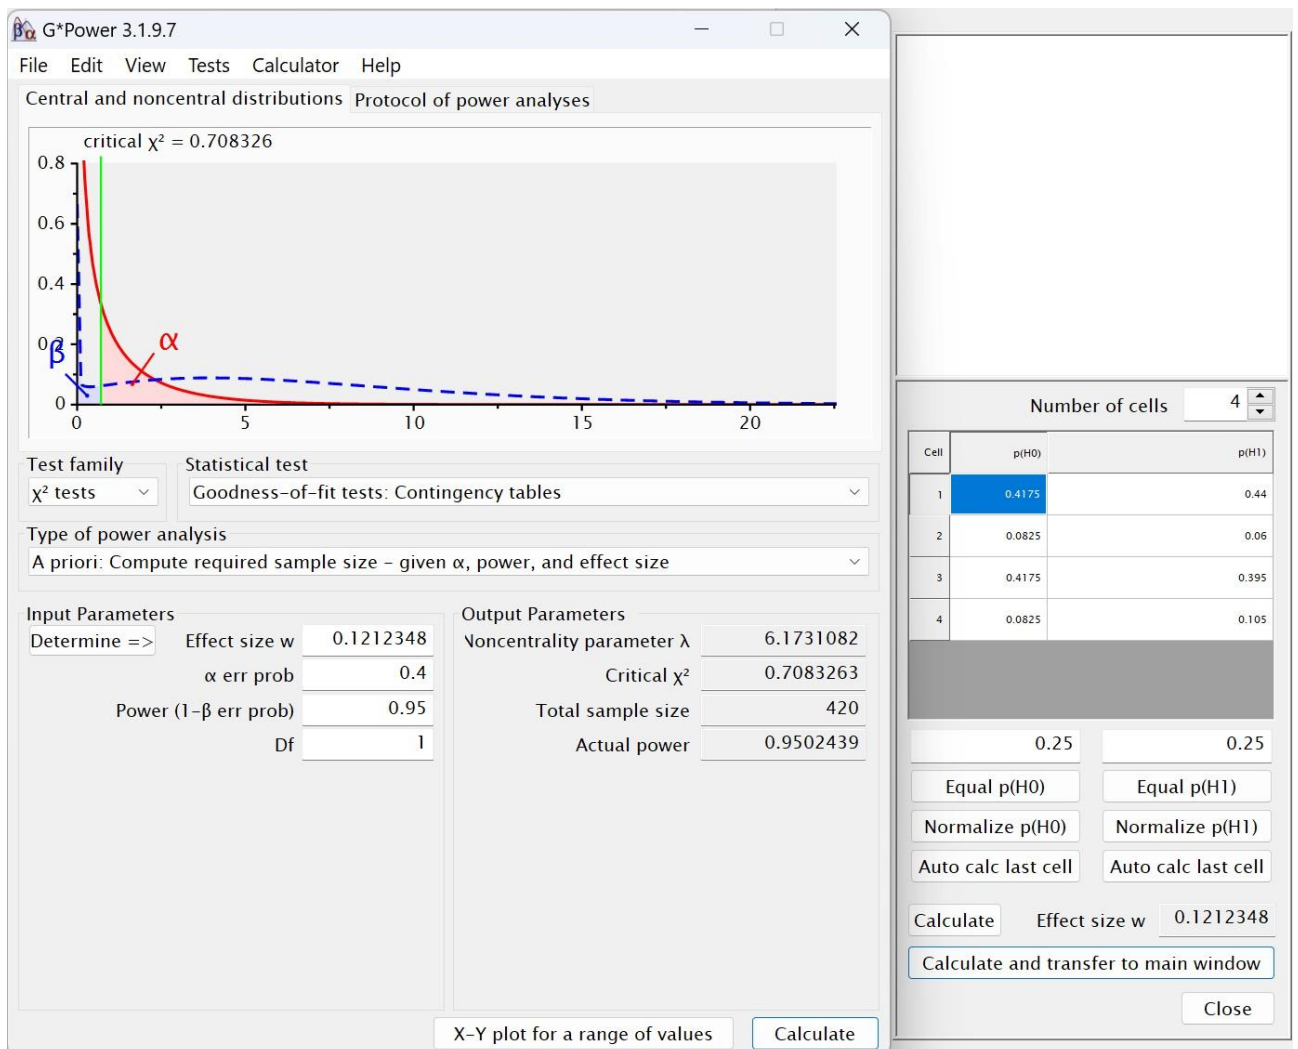 G*Power 3.1.9.7
File Edit View Tests Calculator Help
Central and noncentral distributions Protocol of power analyses
critical χ² = 0.708326
0.8
0.6
0.4
0.2
0
β
α
0 5 10 15 20
Test family Statistical test
χ² tests Goodness-of-fit tests: Contingency tables
Type of power analysis
A priori: Compute required sample size – given α, power, and effect size
Input Parameters
Determine => Effect size w 0.1212348
α err prob 0.4
Power (1-β err prob) 0.95
Df 1
Output Parameters
Noncentrality parameter λ 6.1731082
Critical χ² 0.7083263
Total sample size 420
Actual power 0.9502439
X-Y plot for a range of values Calculate
Number of cells 4
Cell p(H0) p(H1)
1 0.4175 0.44
2 0.0825 0.06
3 0.4175 0.395
4 0.0825 0.105
0.25 0.25
Equal p(H0) Equal p(H1)
Normalize p(H0) Normalize p(H1)
Auto calc last cell Auto calc last cell
Calculate Effect size w 0.1212348
Calculate and transfer to main window
Close